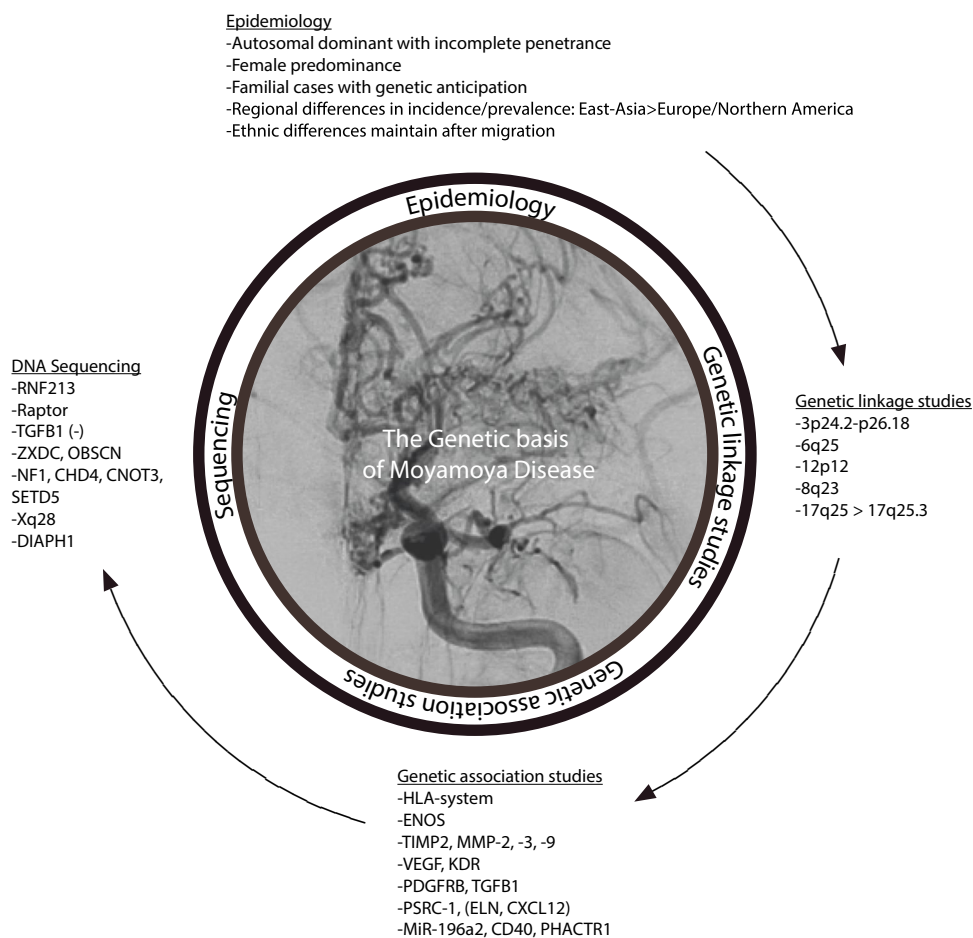 Epidemiology
-Autosomal dominant with incomplete penetrance
-Female predominance
-Familial cases with genetic anticipation
-Regional differences in incidence/prevalence: East-Asia>Europe/Northern America
-Ethnic differences maintain after migration
Epidemiology
Genetic linkage studies
Genetic association studies
Sequencing
The Genetic basis
of Moyamoya Disease
Genetic linkage studies
-3p24.2-p26.18
-6q25
-12p12
-8q23
-17q25 > 17q25.3
Genetic association studies
-HLA-system
-ENOS
-TIMP2, MMP-2, -3, -9
-VEGF, KDR
-PDGFRB, TGFB1
-PSRC-1, (ELN, CXCL12)
-MiR-196a2, CD40, PHACTR1
DNA Sequencing
-RNF213
-Raptor
-TGFB1 (-)
-ZXDC, OBSCN
-NF1, CHD4, CNOT3,
SETD5
-Xq28
-DIAPH1